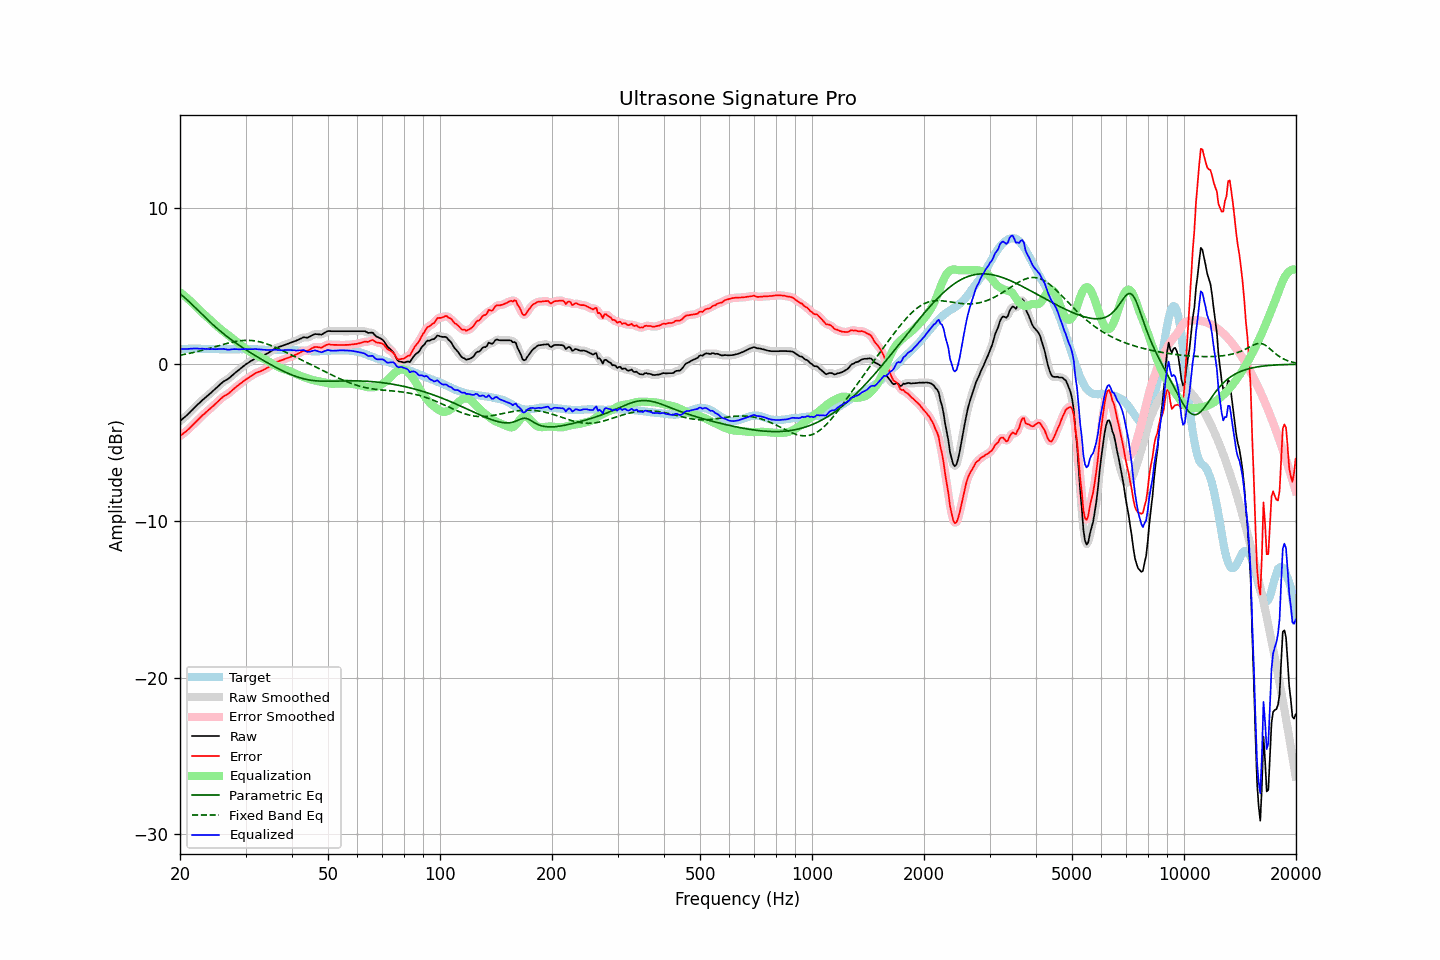 Ultrasone Signature Pro
Amplitude (dBr)
10
0
−10
−20
−30
Target
Raw Smoothed
Error Smoothed
Raw
Error
Equalization
Parametric Eq
Fixed Band Eq
Equalized
20 50 100 200 500 1000 2000 5000 10000 20000
Frequency (Hz)